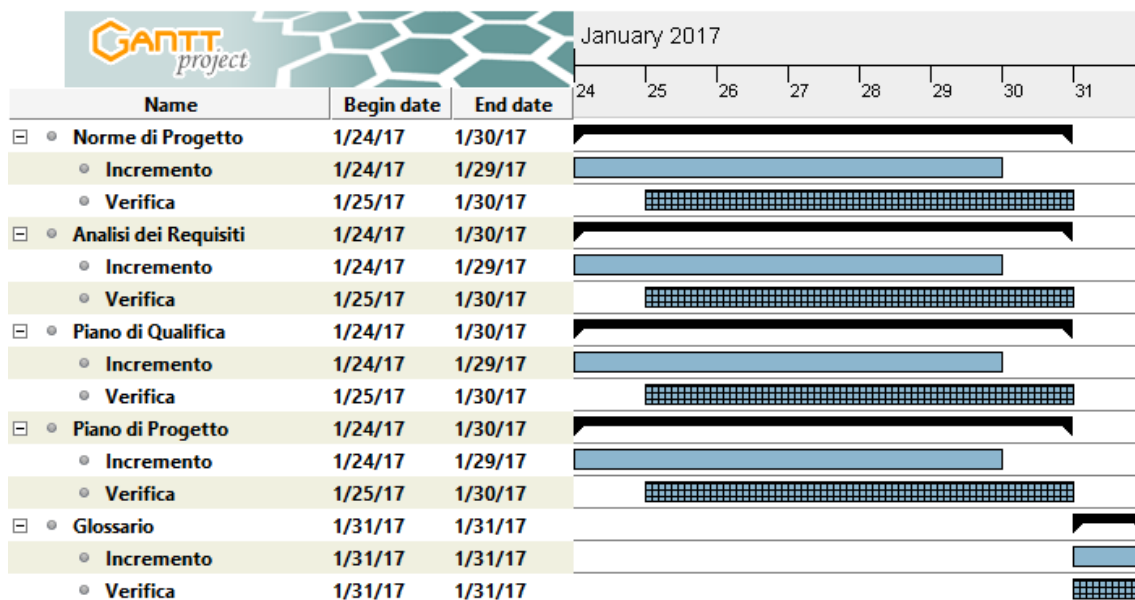 GANTT
project
January 2017
24 25 26 27 28 29 30 31
Name Begin date End date
Norme di Progetto 1/24/17 1/30/17
Incremento 1/24/17 1/29/17
Verifica 1/25/17 1/30/17
Analisi dei Requisiti 1/24/17 1/30/17
Incremento 1/24/17 1/29/17
Verifica 1/25/17 1/30/17
Piano di Qualifica 1/24/17 1/30/17
Incremento 1/24/17 1/29/17
Verifica 1/25/17 1/30/17
Piano di Progetto 1/24/17 1/30/17
Incremento 1/24/17 1/29/17
Verifica 1/25/17 1/30/17
Glossario 1/31/17 1/31/17
Incremento 1/31/17 1/31/17
Verifica 1/31/17 1/31/17